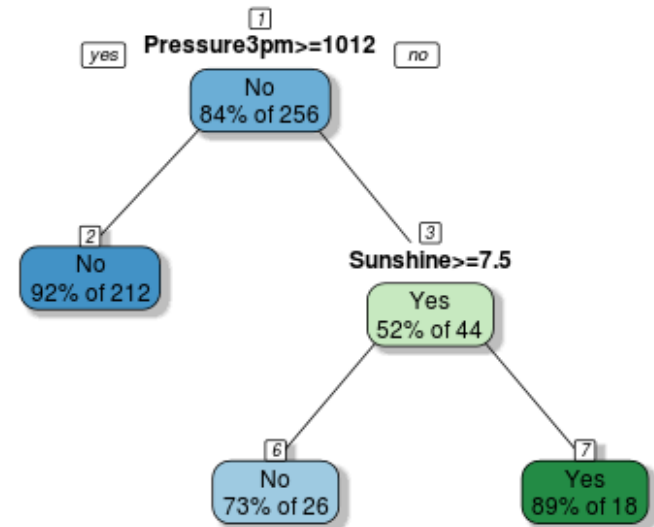 1
Pressure3pm>=1012
yes
no
No
84% of 256
2
No
92% of 212
3
Sunshine>=7.5
Yes
52% of 44
6
No
73% of 26
7
Yes
89% of 18